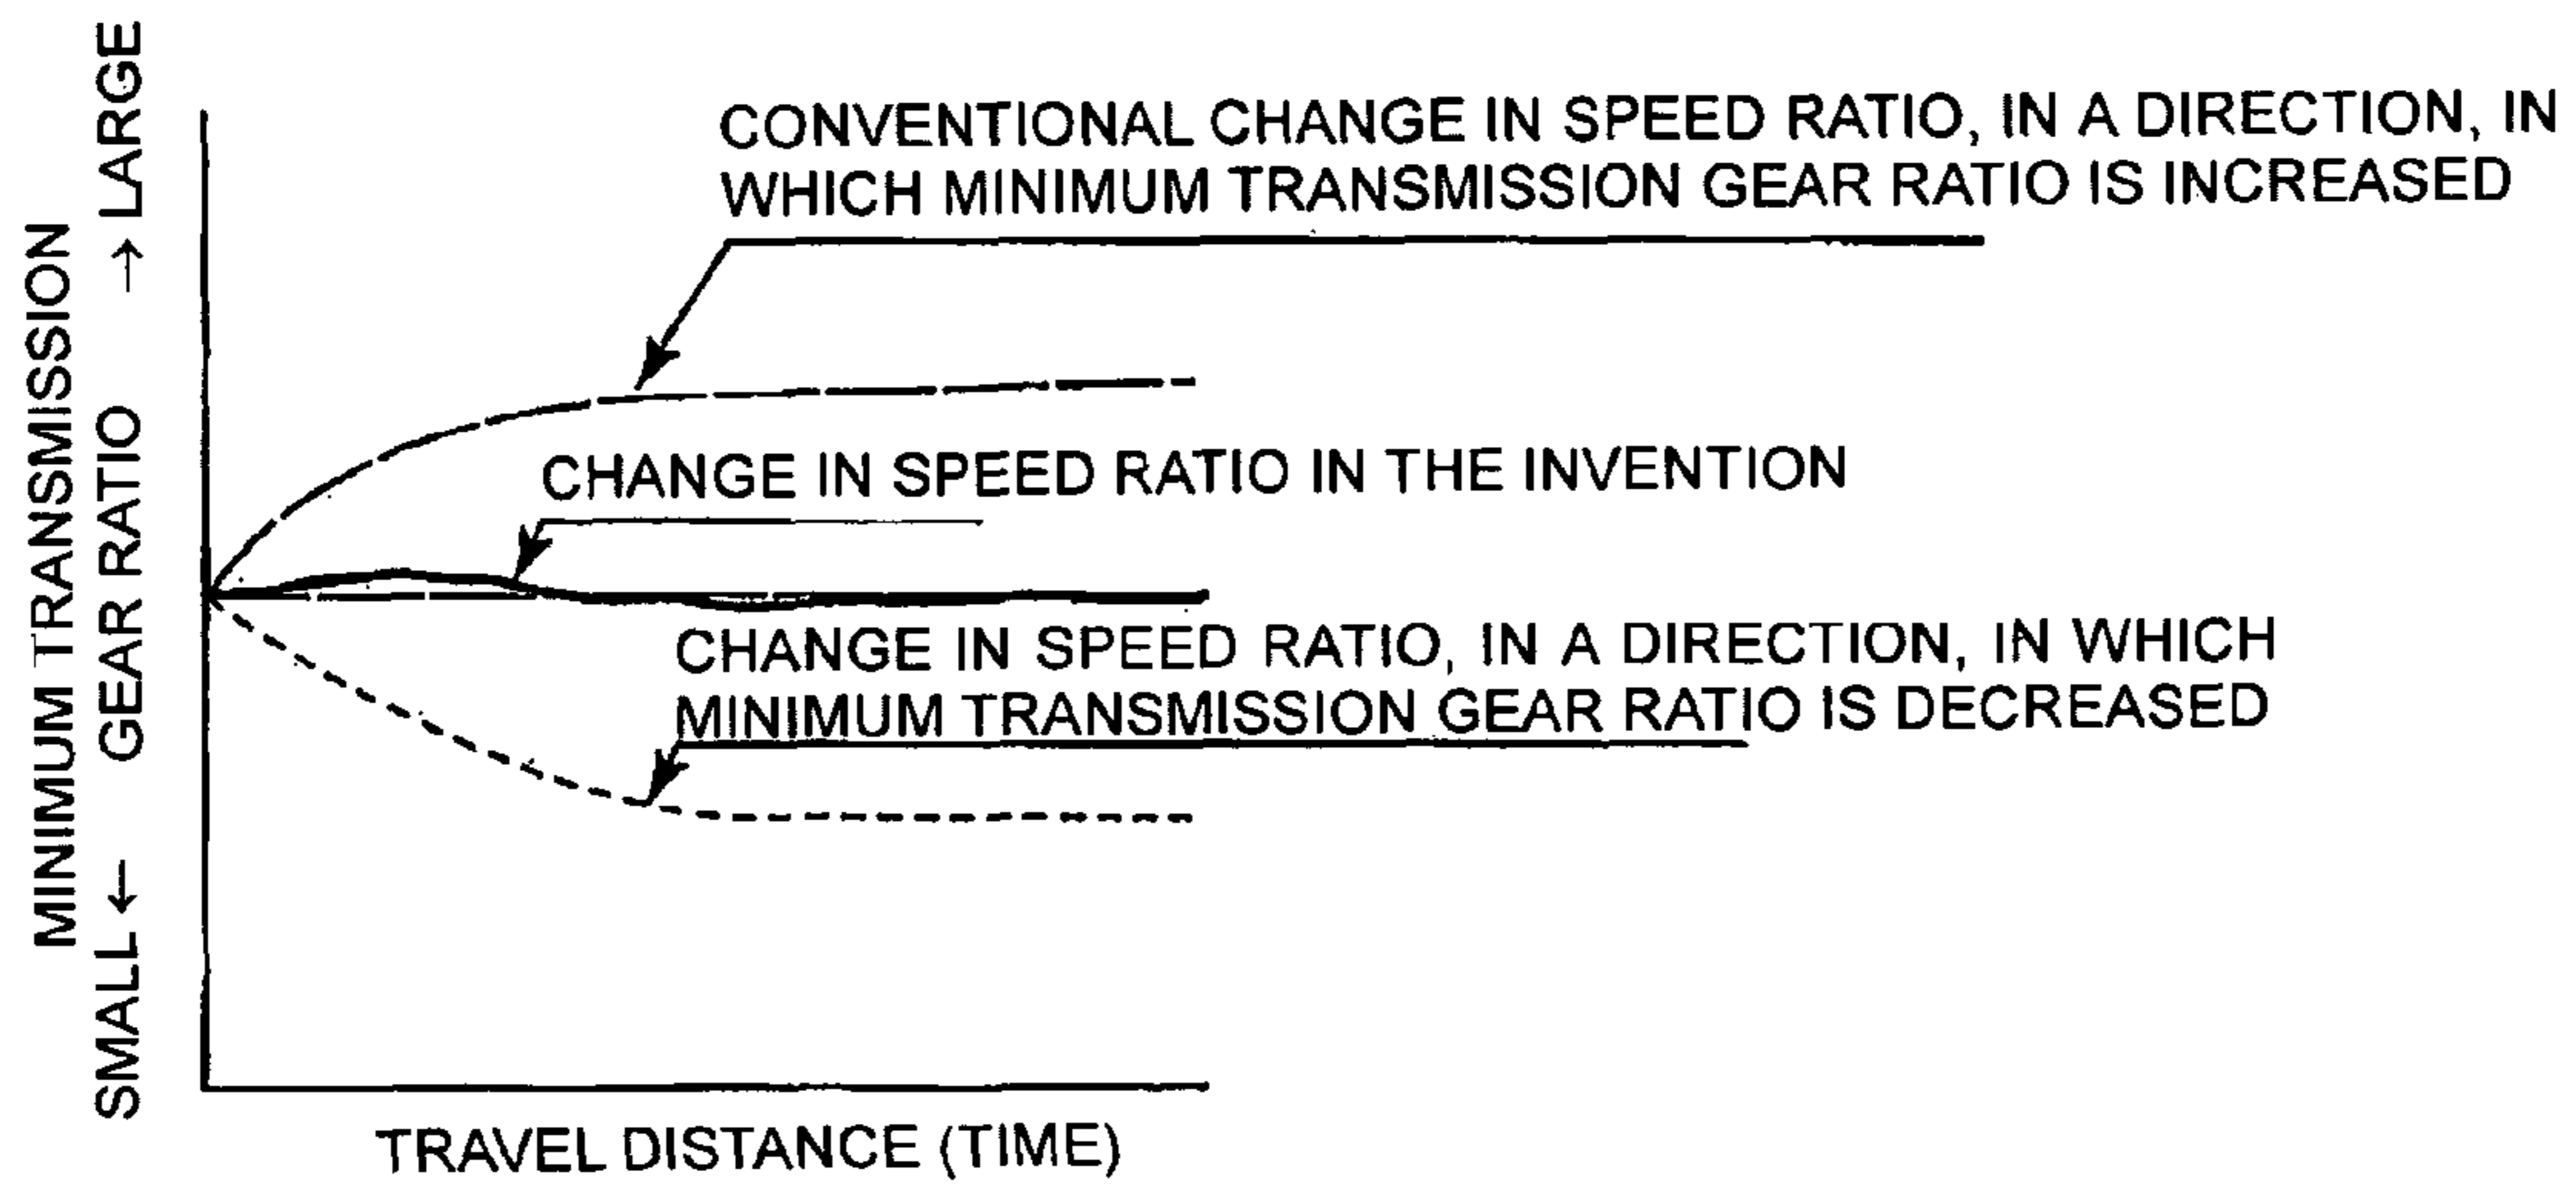 MINIMUM TRANSMISSION
SMALL ← GEAR RATIO → LARGE
CONVENTIONAL CHANGE IN SPEED RATIO, IN A DIRECTION, IN
WHICH MINIMUM TRANSMISSION GEAR RATIO IS INCREASED
CHANGE IN SPEED RATIO IN THE INVENTION
CHANGE IN SPEED RATIO, IN A DIRECTION, IN WHICH
MINIMUM TRANSMISSION GEAR RATIO IS DECREASED
TRAVEL DISTANCE (TIME)